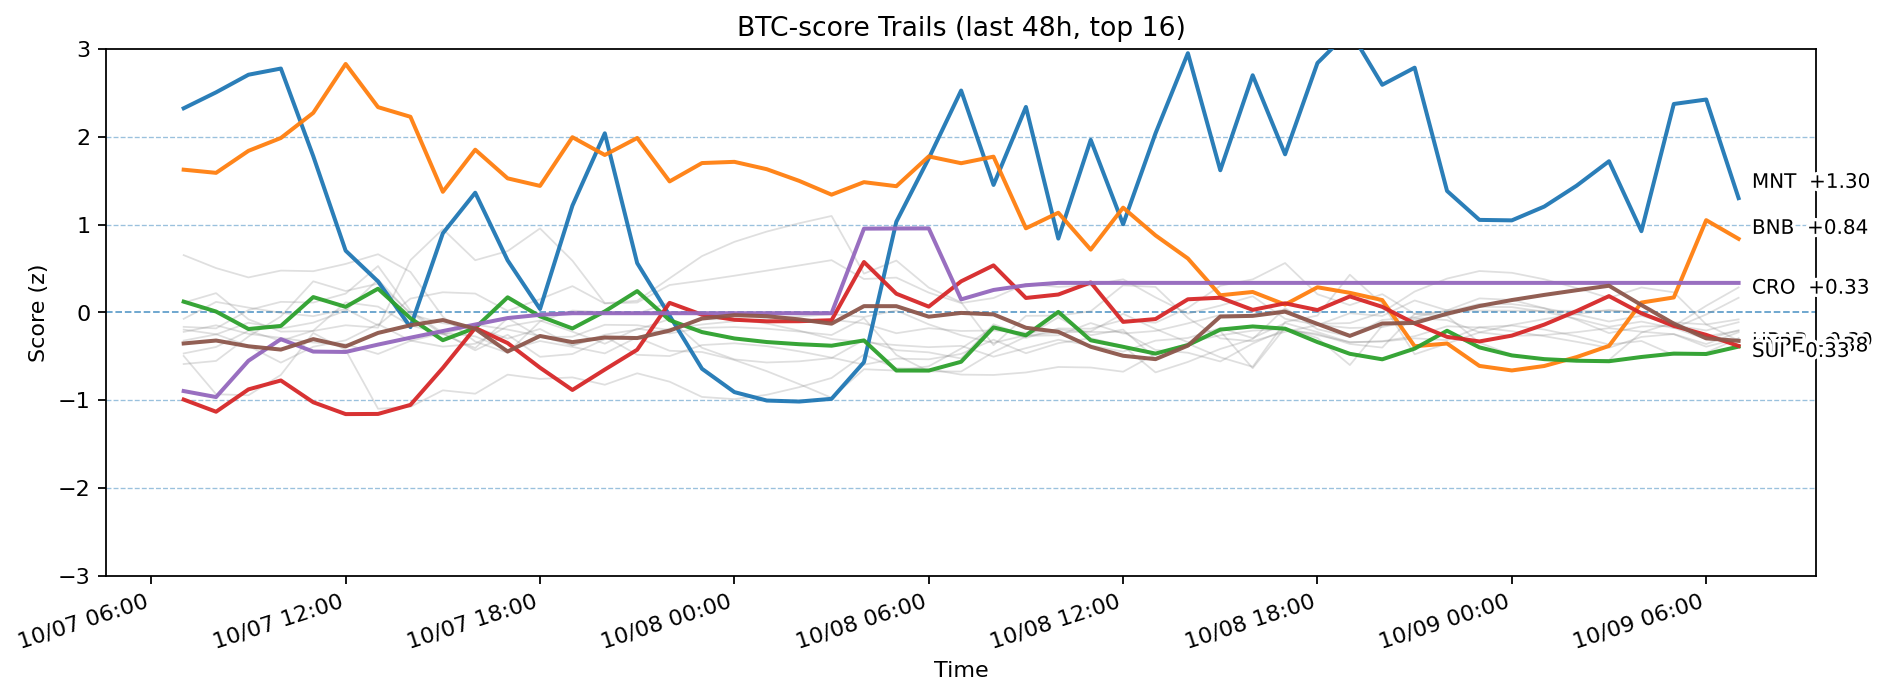 BTC-score Trails (last 48h, top 16)
Score (z)
3
2
1
0
−1
−2
−3
MNT +1.30
BNB +0.84
CRO +0.33
SUI -0.33
10/07 06:00
10/07 12:00
10/07 18:00
10/08 00:00
10/08 06:00
10/08 12:00
10/08 18:00
10/09 00:00
10/09 06:00
Time